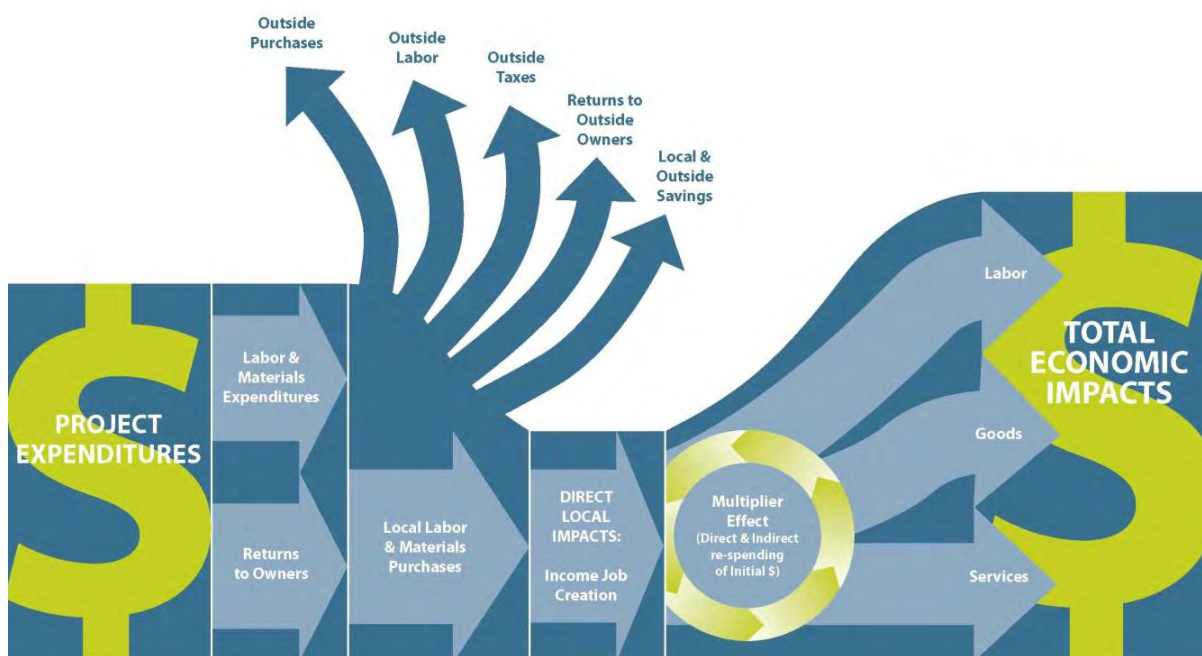 Outside
Purchases
Outside
Labor
Outside
Taxes
Returns to
Outside
Owners
Local &
Outside
Savings
PROJECT
EXPENDITURES
Labor &
Materials
Expenditures
Returns
to Owners
Local Labor
& Materials
Purchases
DIRECT
LOCAL
IMPACTS:
Income Job
Creation
Multiplier
Effect
(Direct & Indirect
re-spending
of Initial $)
Labor
Goods
Services
TOTAL
ECONOMIC
IMPACTS